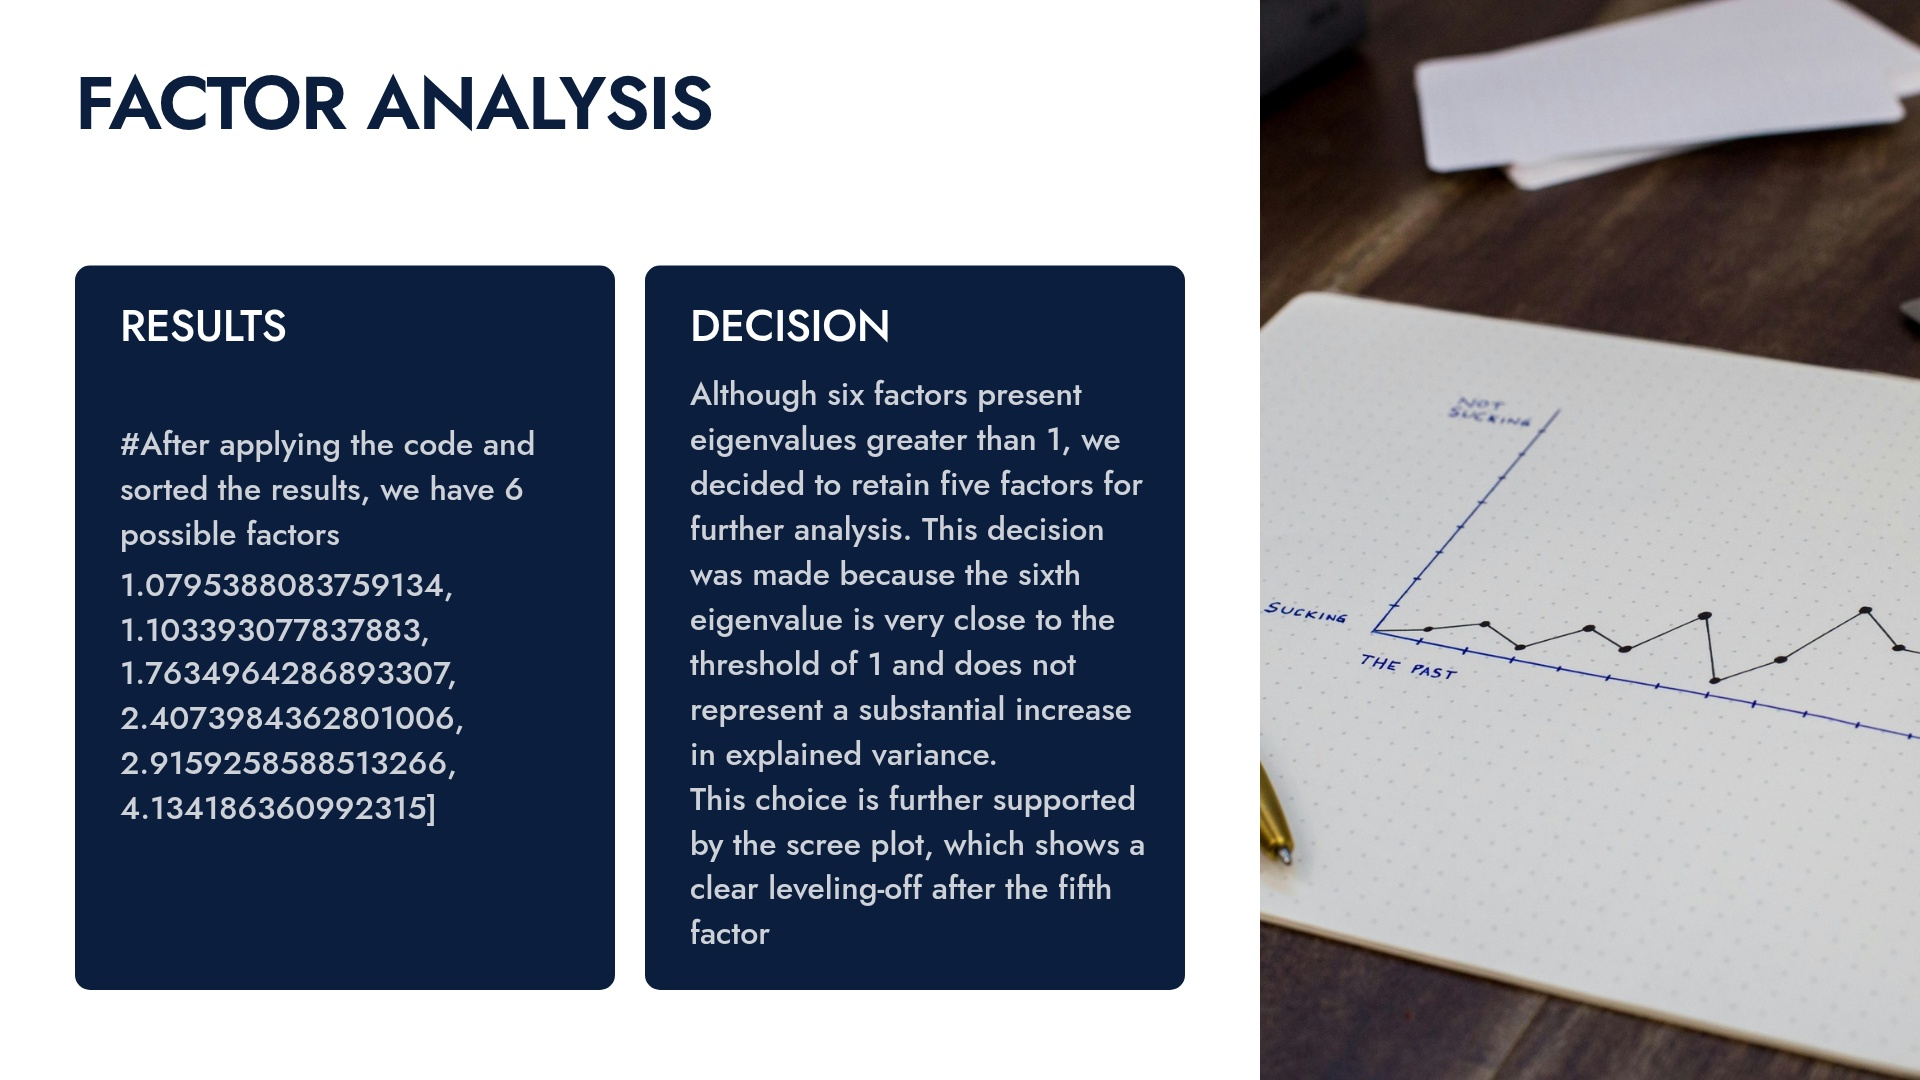 FACTOR ANALYSIS
RESULTS
#After applying the code and
sorted the results, we have 6
possible factors
1.0795388083759134,
1.103393077837883,
1.7634964286893307,
2.4073984362801006,
2.9159258588513266,
4.134186360992315]
DECISION
Although six factors present
eigenvalues greater than 1, we
decided to retain five factors for
further analysis. This decision
was made because the sixth
eigenvalue is very close to the
threshold of 1 and does not
represent a substantial increase
in explained variance.
This choice is further supported
by the scree plot, which shows a
clear leveling-off after the fifth
factor
NOT
SUCKING
SUCKING
THE PAST